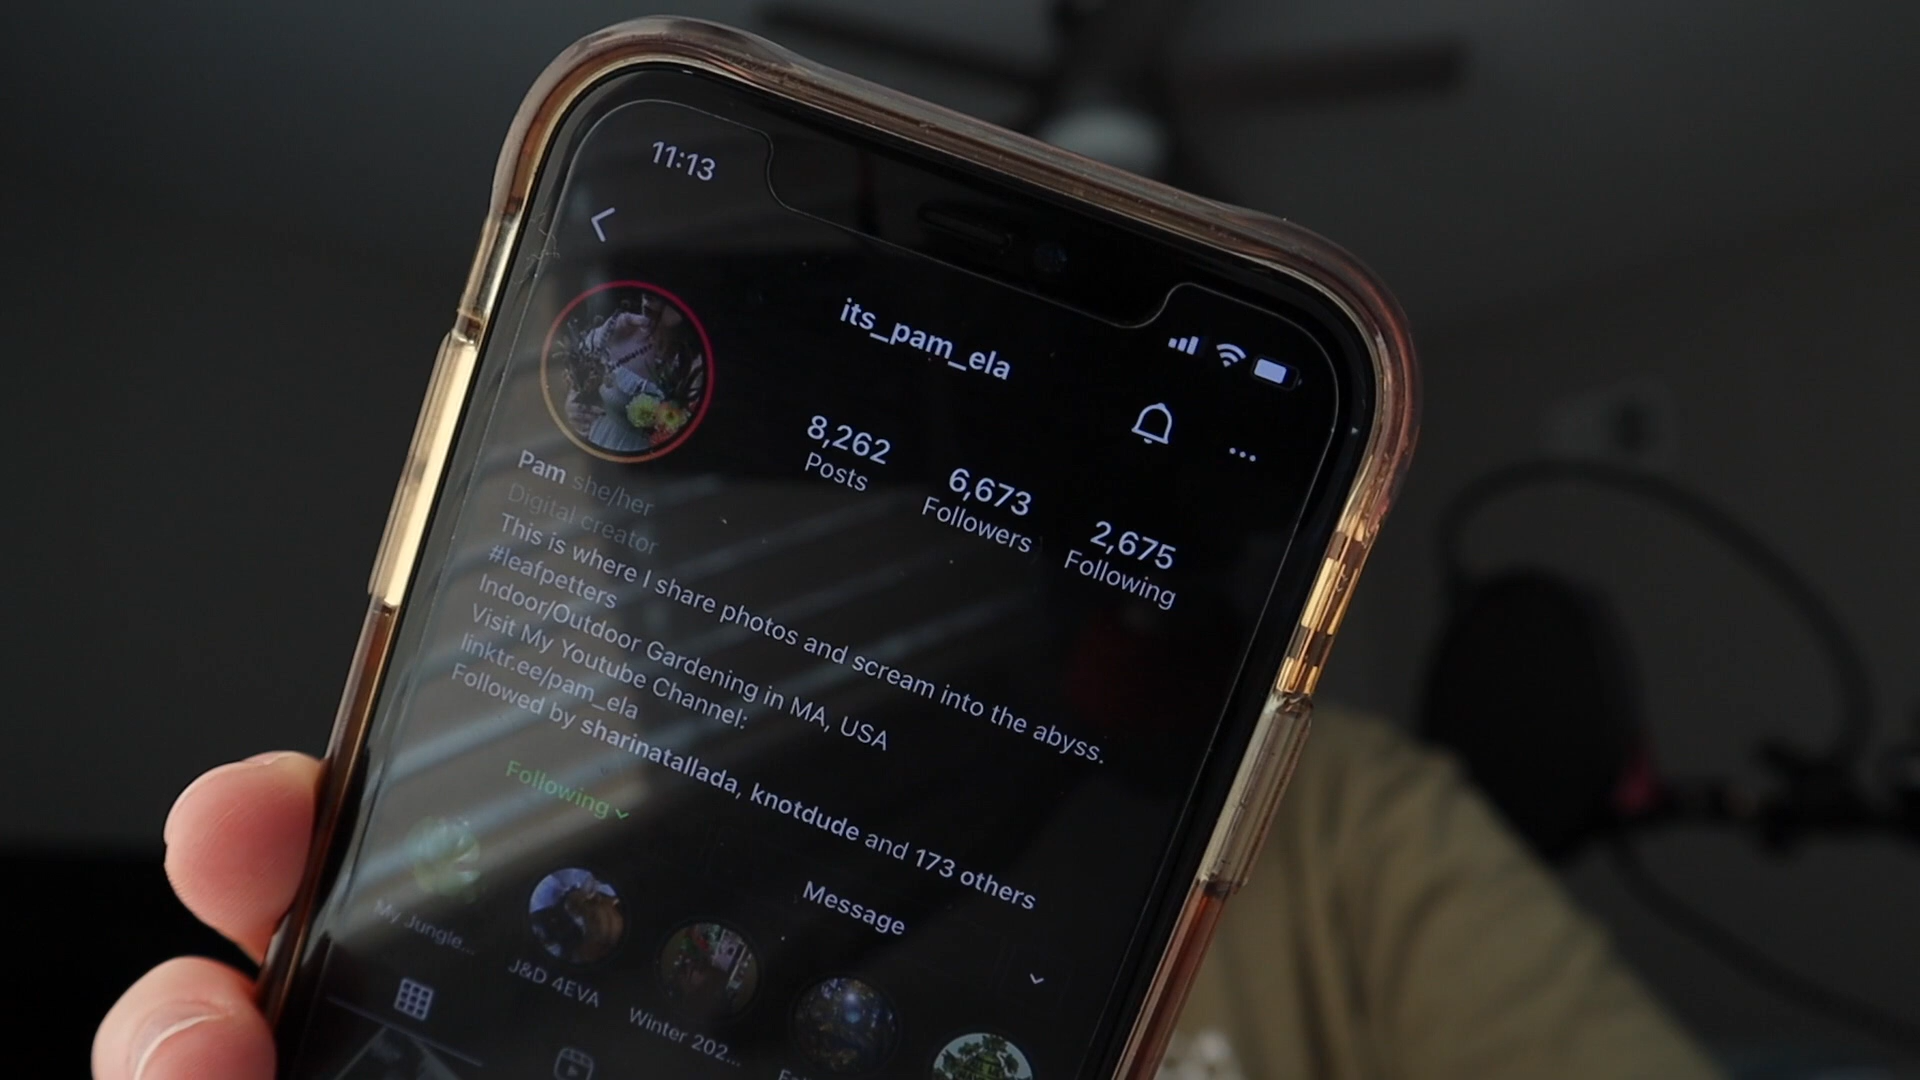 11:13
its_pam_ela
8,262
Posts
6,673
Followers
2,675
Following
Pam she/her
Digital creator
This is where I share photos and scream into the abyss.
#leafpetters
Indoor/Outdoor Gardening in MA, USA
Visit My Youtube Channel:
linktr.ee/pam_ela
Followed by sharinatallada, knotdude and 173 others
Following
Message
My Jungle...
J&D 4EVA
Winter 202...